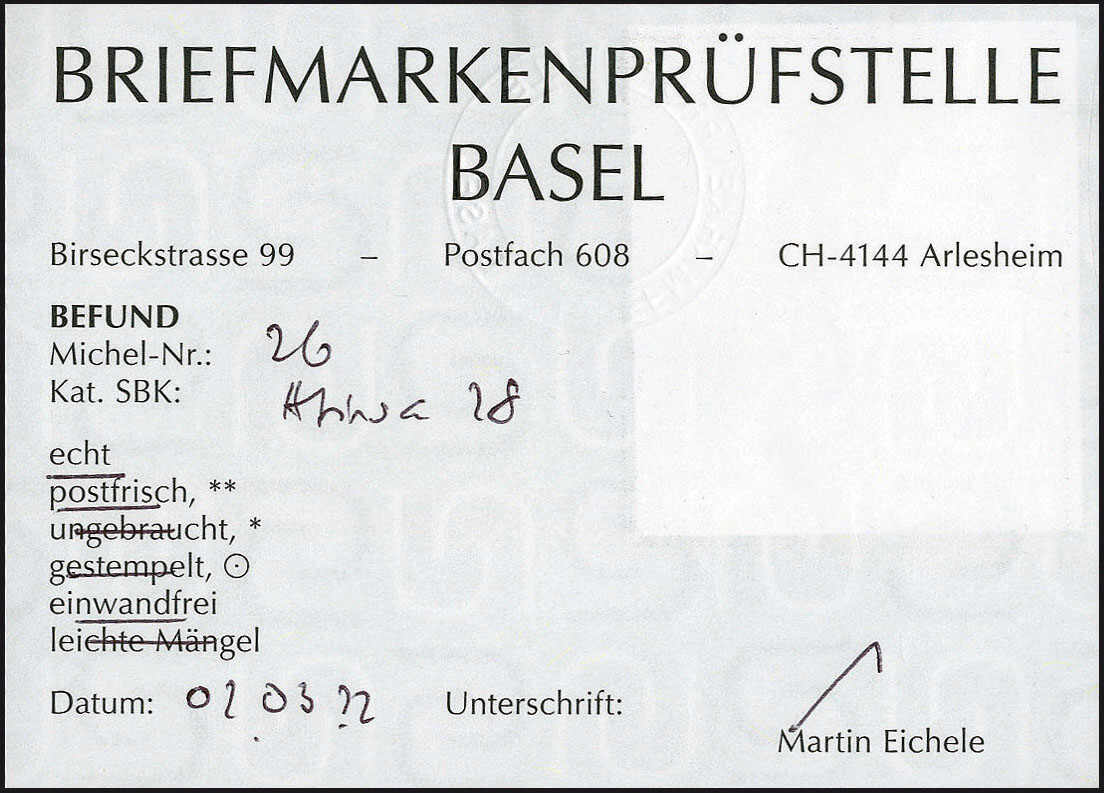 BRIEFMARKENPRÜFSTELLE
BASEL
Birseckstrasse 99 – Postfach 608 – CH-4144 Arlesheim
BEFUND
Michel-Nr.: 26
Kat. SBK: 28
echt
postfrisch, **
ungebraucht, *
gestempelt, ⊙
einwandfrei
leichte Mängel
Datum: 02 03 22 Unterschrift:
Martin Eichele